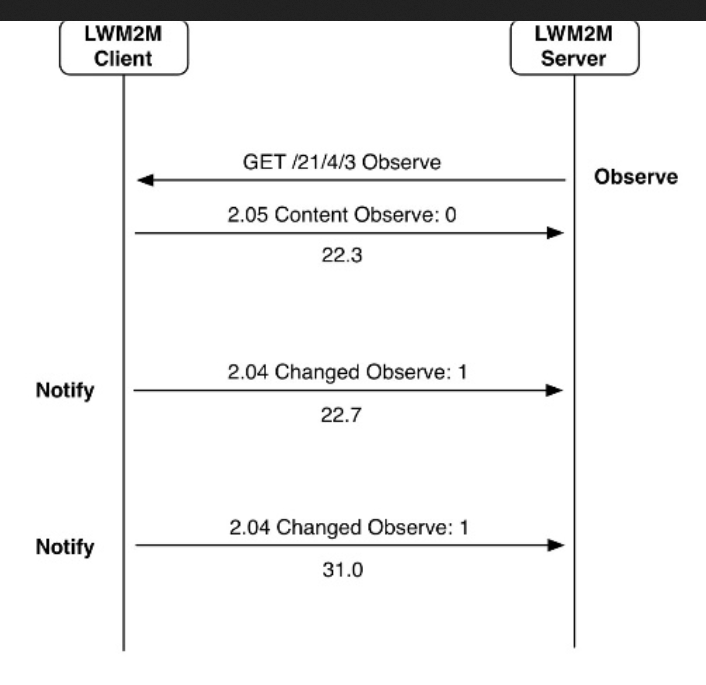 LWM2M
Client
LWM2M
Server
GET /21/4/3 Observe
Observe
2.05 Content Observe: 0
22.3
2.04 Changed Observe: 1
Notify
22.7
2.04 Changed Observe: 1
Notify
31.0